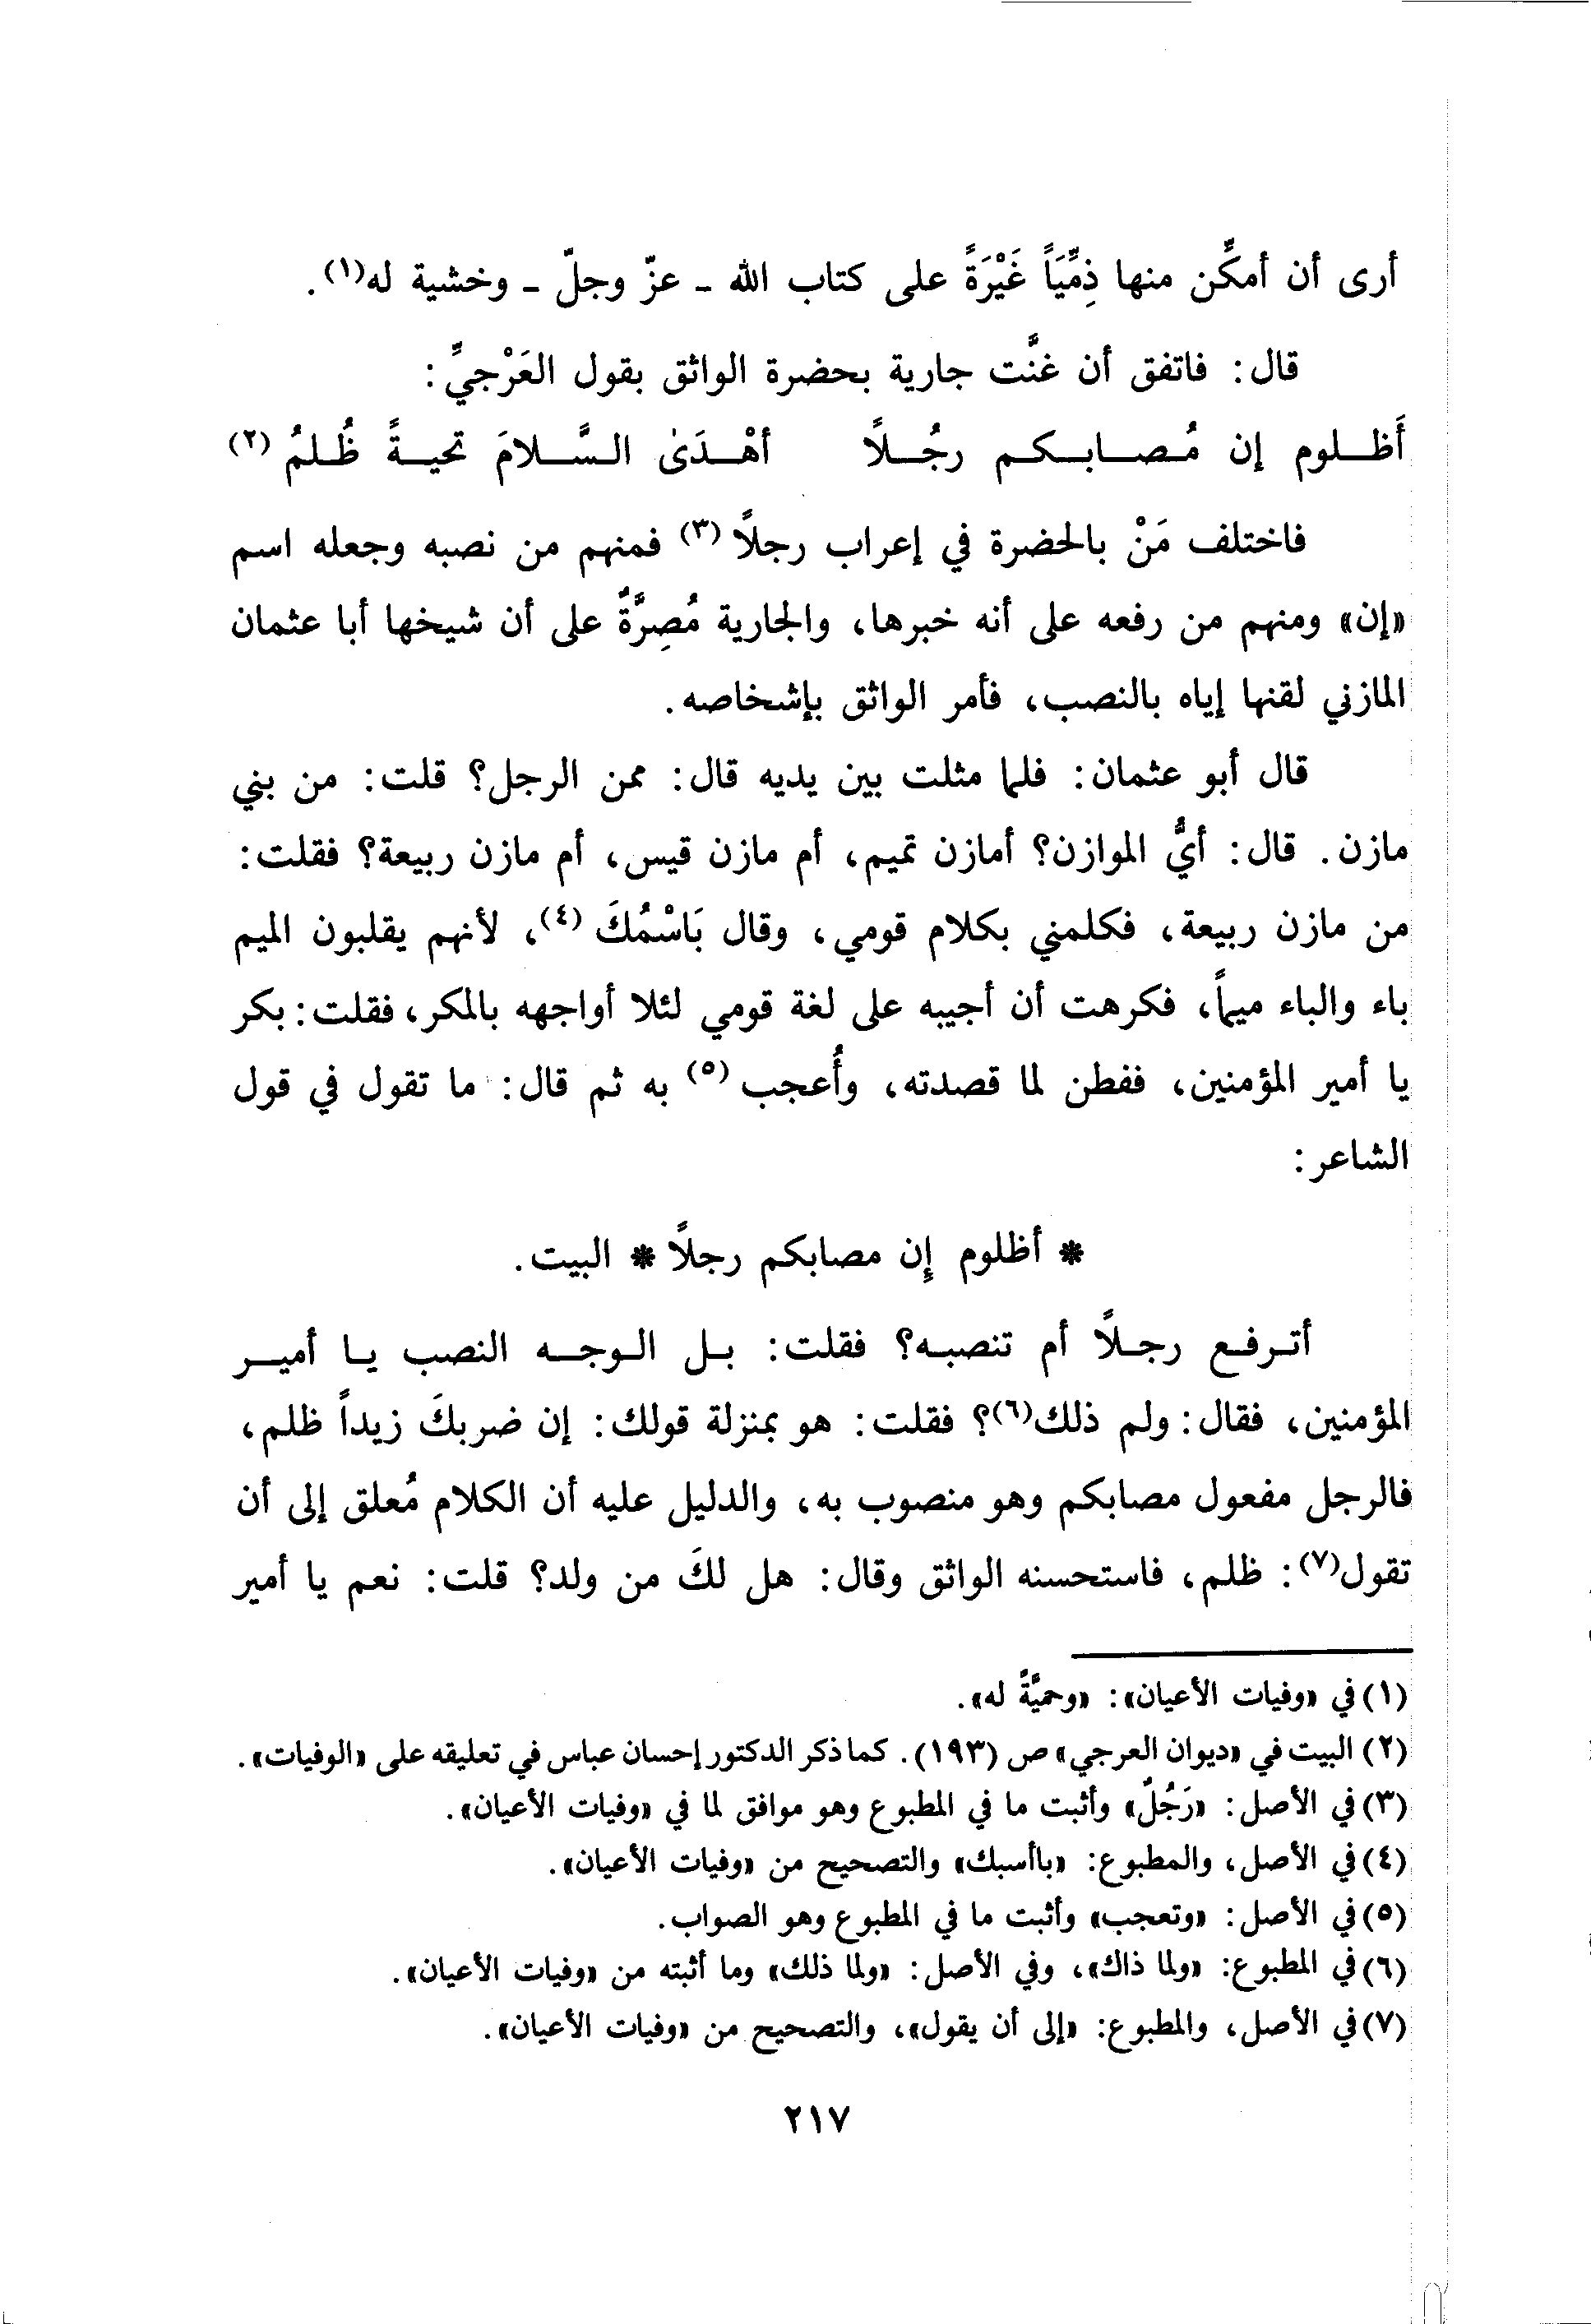 أرى أن أمكِّن منها ذِمِّيَاً غَيْرَةً على كتاب الله - عزّ وجلّ - وخشية له(١).
قال: فاتفق أن غنَّت جارية بحضرة الواثق بقول العَرْجيِّ:
أَظلوم إن مُصابكم رجُلاً أهْدَىٰ السَّلامَ تحيةً ظُلمُ (٢)
فاختلف مَنْ بالحضرة في إعراب رجلاً (٣) فمنهم من نصبه وجعله اسم
«إن» ومنهم من رفعه على أنه خبرها، والجارية مُصِرَّةٌ على أن شيخها أبا عثمان
المازني لقنها إياه بالنصب، فأمر الواثق بإشخاصه.
قال أبو عثمان: فلما مثلت بين يديه قال: ممن الرجل؟ قلت: من بني
مازن. قال: أيُّ الموازن؟ أمازن تميم، أم مازن قيس، أم مازن ربيعة؟ فقلت:
من مازن ربيعة، فكلمني بكلام قومي، وقال بَاسْمُكَ (٤)، لأنهم يقلبون الميم
باء والباء ميماً، فكرهت أن أجيبه على لغة قومي لئلا أواجهه بالمكر، فقلت: بكر
يا أمير المؤمنين، ففطن لما قصدته، وأُعجب (٥) به ثم قال: ما تقول في قول
الشاعر:
* أظلوم إن مصابكم رجلاً * البيت.
أترفع رجلاً أم تنصبه؟ فقلت: بل الوجه النصب يا أمير
المؤمنين، فقال: ولم ذلك(٦)؟ فقلت: هو بمنزلة قولك: إن ضربكَ زيداً ظلم،
فالرجل مفعول مصابكم وهو منصوب به، والدليل عليه أن الكلام مُعلق إلى أن
تقول(٧): ظلم، فاستحسنه الواثق وقال: هل لكَ من ولد؟ قلت: نعم يا أمير
(١) في «وفيات الأعيان»: «وحميَّةً له».
(٢) البيت في «ديوان العرجي» ص (١٩٣). كما ذكر الدكتور إحسان عباس في تعليقه على «الوفيات».
(٣) في الأصل: «رَجُلٌ» وأثبت ما في المطبوع وهو موافق لما في «وفيات الأعيان».
(٤) في الأصل، والمطبوع: «باأسبك» والتصحيح من «وفيات الأعيان».
(٥) في الأصل: «وتعجب» وأثبت ما في المطبوع وهو الصواب.
(٦) في المطبوع: «ولما ذاك»، وفي الأصل: «ولما ذلك» وما أثبته من «وفيات الأعيان».
(٧) في الأصل، والمطبوع: «إلى أن يقول»، والتصحيح من «وفيات الأعيان».
٢١٧